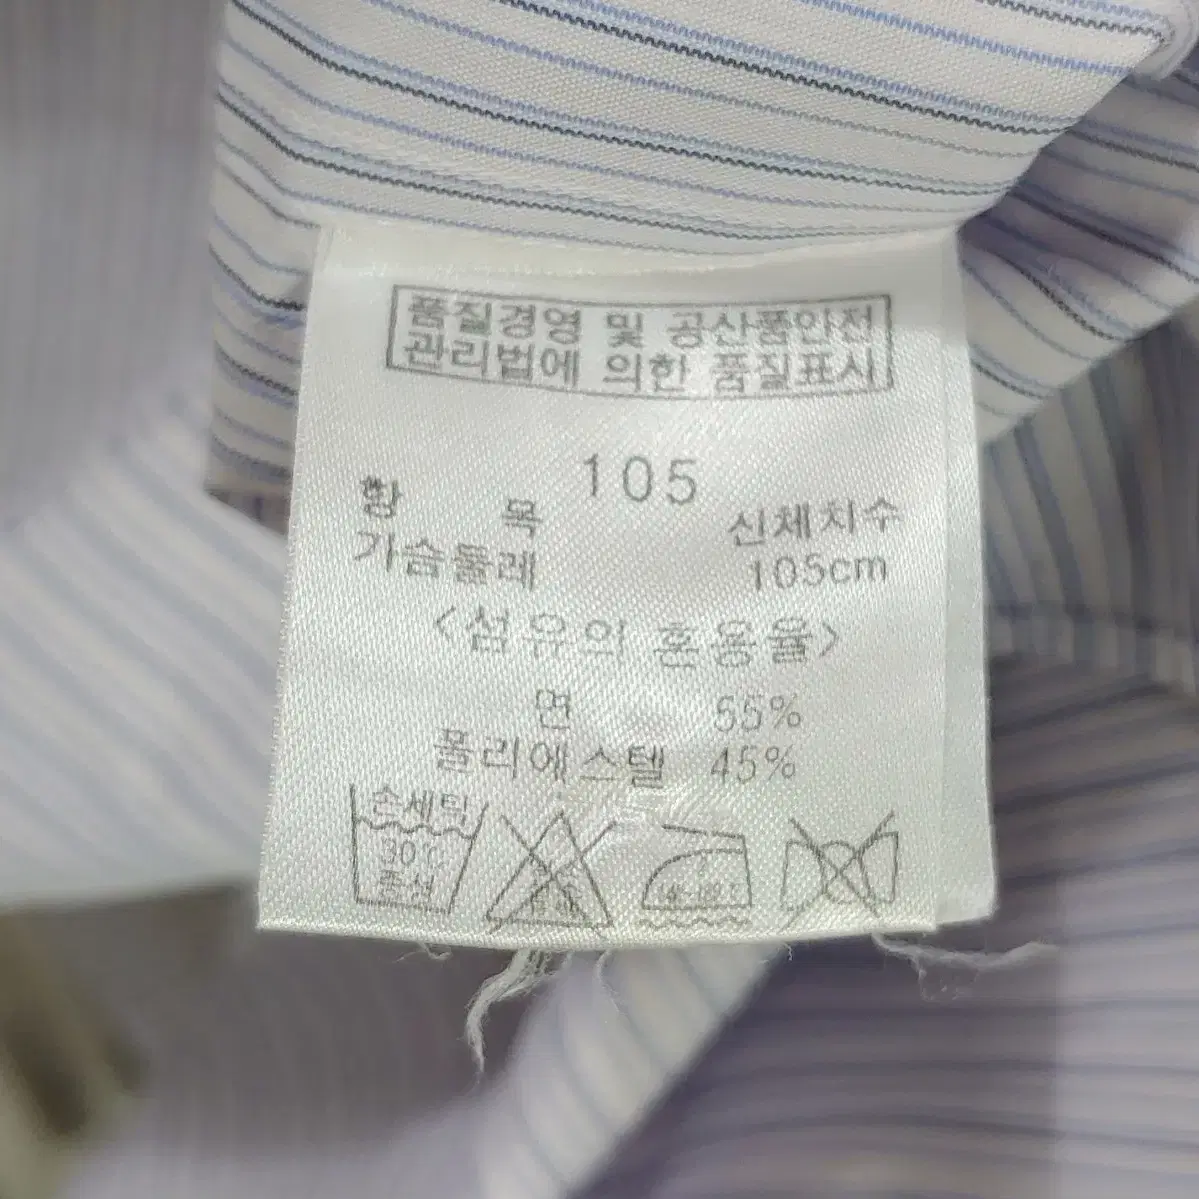 품질경영 및 공산품안전
관리법에 의한 품질표시
105
항 목 신체치수
가슴둘레 105cm
<섬유의 혼용율>
면 55%
폴리에스텔 45%
손세탁
30℃
중성